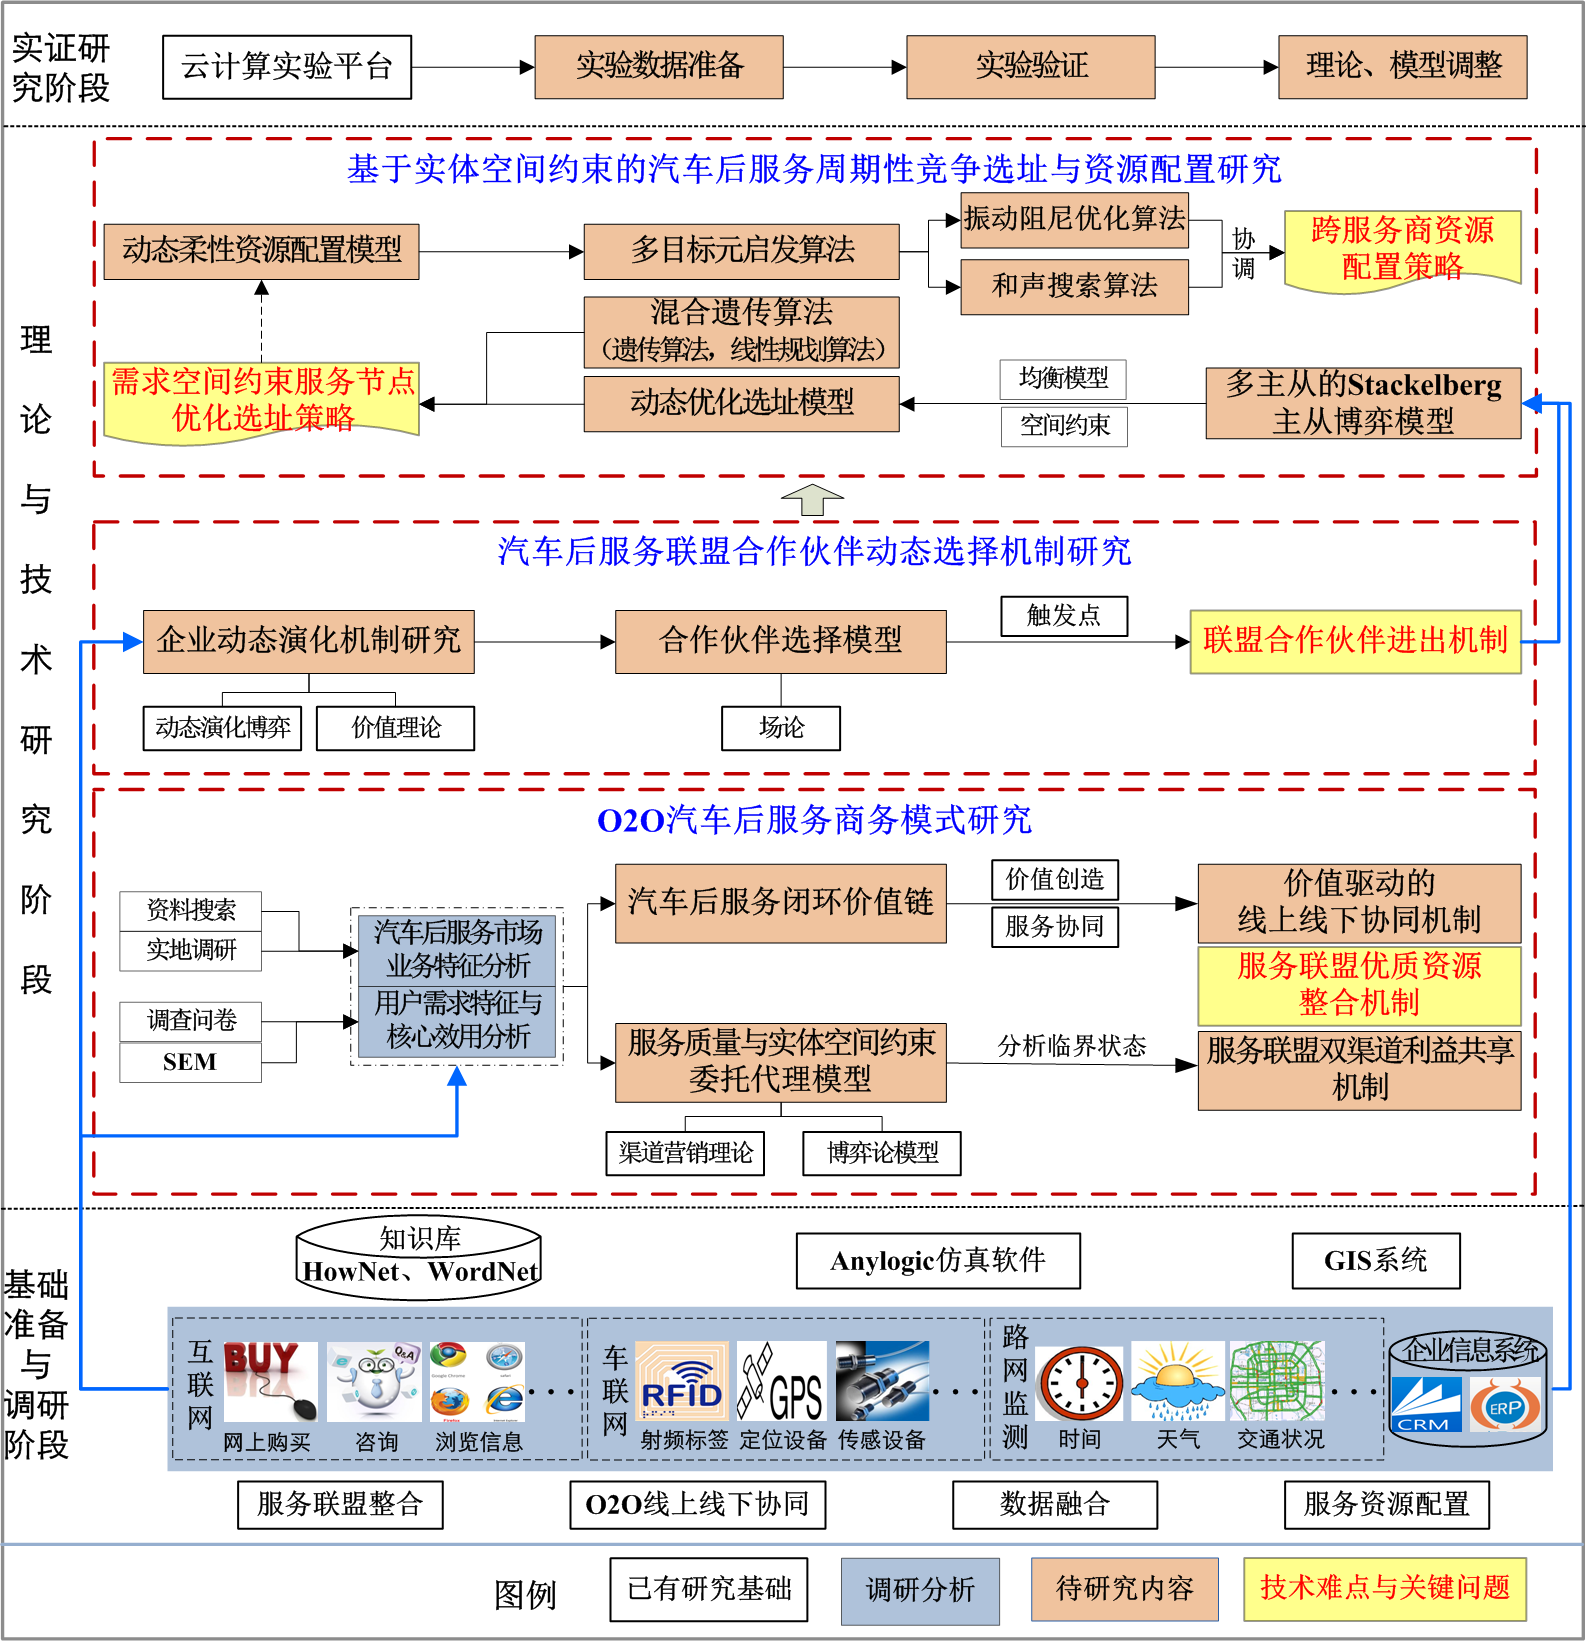 实证研
究阶段
云计算实验平台
实验数据准备
实验验证
理论、模型调整
理
论
与
技
术
研
究
阶
段
基于实体空间约束的汽车后服务周期性竞争选址与资源配置研究
动态柔性资源配置模型
多目标元启发算法
振动阻尼优化算法
和声搜索算法
协
调
跨服务商资源
配置策略
混合遗传算法
（遗传算法，线性规划算法）
需求空间约束服务节点
优化选址策略
动态优化选址模型
均衡模型
空间约束
多主从的Stackelberg
主从博弈模型
汽车后服务联盟合作伙伴动态选择机制研究
企业动态演化机制研究
合作伙伴选择模型
触发点
联盟合作伙伴进出机制
动态演化博弈
价值理论
场论
O2O汽车后服务商务模式研究
资料搜索
实地调研
调查问卷
SEM
汽车后服务市场
业务特征分析
用户需求特征与
核心效用分析
汽车后服务闭环价值链
价值创造
服务协同
价值驱动的
线上线下协同机制
服务联盟优质资源
整合机制
服务质量与实体空间约束
委托代理模型
分析临界状态
服务联盟双渠道利益共享
机制
渠道营销理论
博弈论模型
基础
准备
与
调研
阶段
知识库
HowNet、WordNet
Anylogic仿真软件
GIS系统
互
联
网
BUY
Q&A
Google Chrome
safari
Firefox
Internet Explorer
···
网上购买
咨询
浏览信息
车
联
网
RFID
GPS
···
射频标签
定位设备
传感设备
路
网
监
测
···
时间
天气
交通状况
企业信息系统
CRM
ERP
服务联盟整合
O2O线上线下协同
数据融合
服务资源配置
图例
已有研究基础
调研分析
待研究内容
技术难点与关键问题